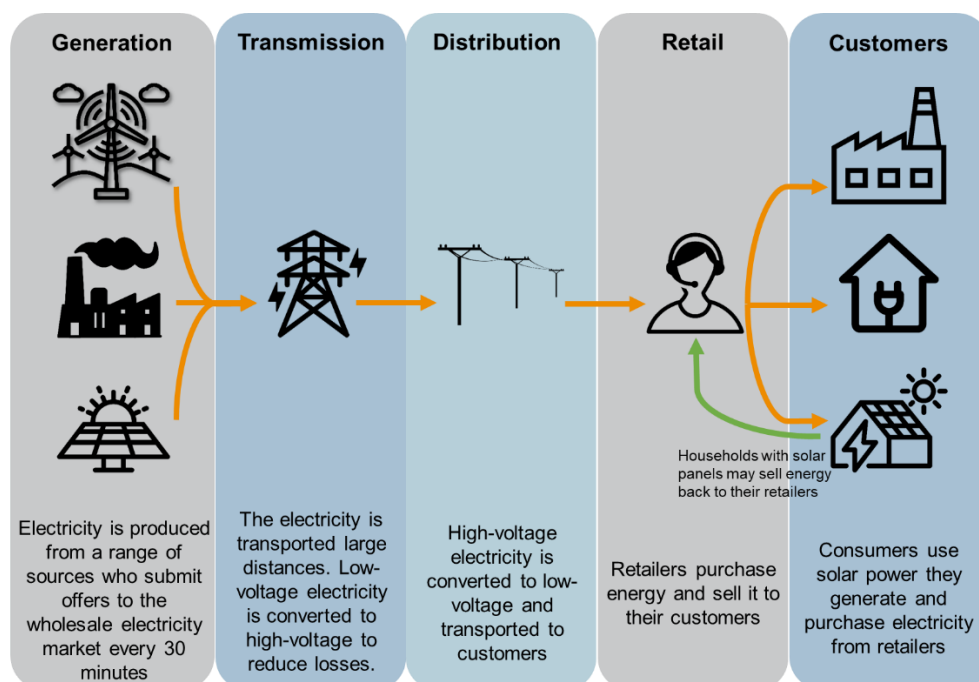 Generation
Transmission
Distribution
Retail
Customers
Households with solar
panels may sell energy
back to their retailers
Electricity is produced
from a range of
sources who submit
offers to the
wholesale electricity
market every 30
minutes
The electricity is
transported large
distances. Low-
voltage electricity
is converted to
high-voltage to
reduce losses.
High-voltage
electricity is
converted to low-
voltage and
transported to
customers
Retailers purchase
energy and sell it to
their customers
Consumers use
solar power they
generate and
purchase electricity
from retailers